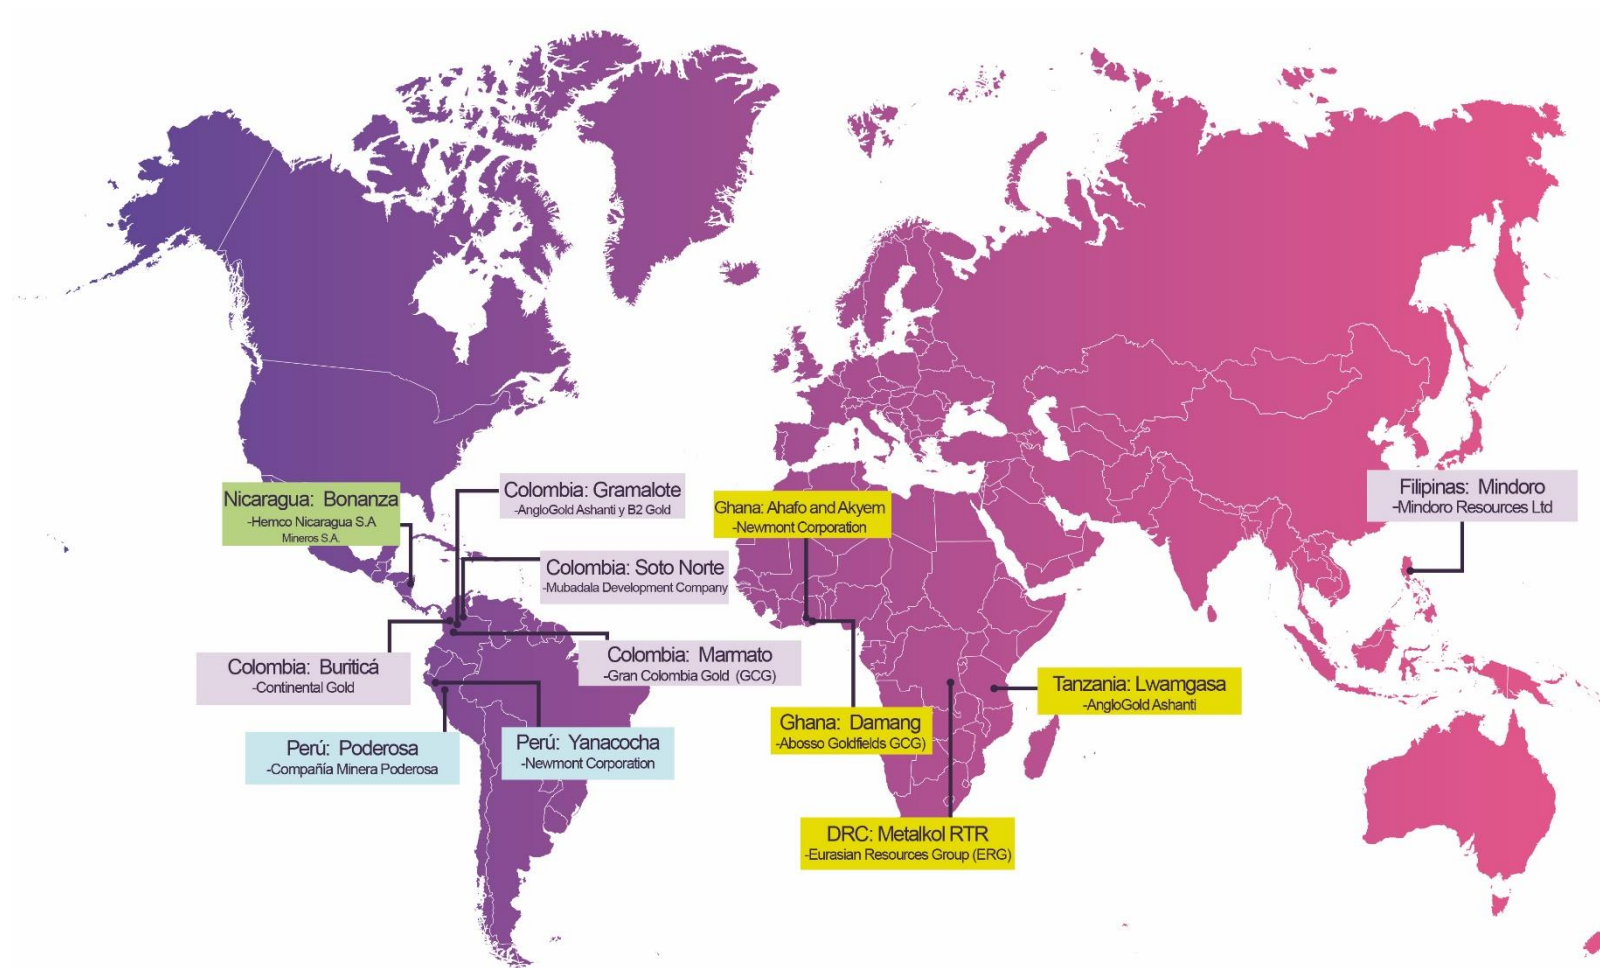 Nicaragua: Bonanza
-Hemco Nicaragua S.A
Mineros S.A.
Colombia: Gramalote
-AngloGold Ashanti y B2 Gold
Colombia: Soto Norte
-Mubadala Development Company
Colombia: Buriticá
-Continental Gold
Colombia: Marmato
-Gran Colombia Gold (GCG)
Perú: Poderosa
-Compañía Minera Poderosa
Perú: Yanacocha
-Newmont Corporation
Ghana: Ahafo and Akyem
-Newmont Corporation
Ghana: Damang
-Abosso Goldfields GCG)
DRC: Metalkol RTR
-Eurasian Resources Group (ERG)
Tanzania: Lwamgasa
-AngloGold Ashanti
Filipinas: Mindoro
-Mindoro Resources Ltd